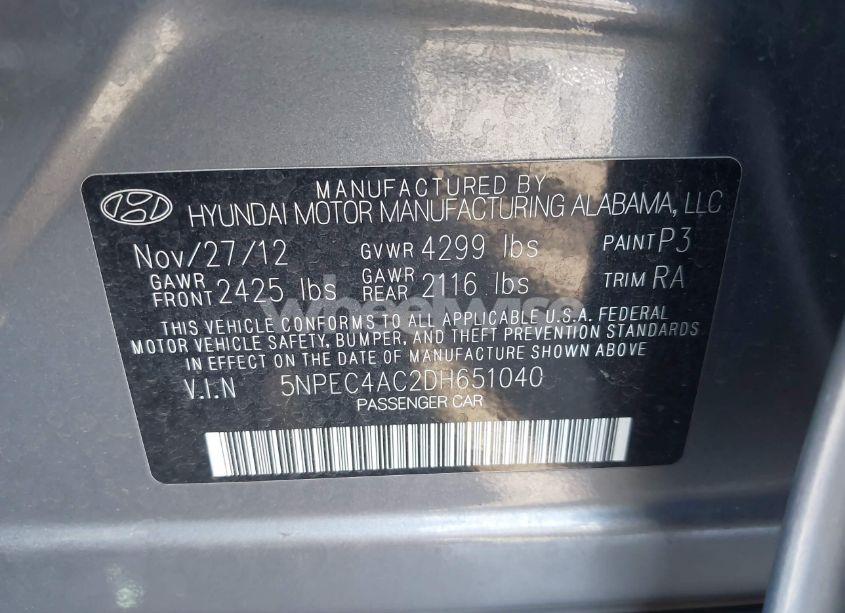 MANUFACTURED BY
HYUNDAI MOTOR MANUFACTURING ALABAMA, LLC
Nov/27/12 GVWR 4299 lbs PAINT P3
GAWR FRONT 2425 lbs GAWR REAR 2116 lbs TRIM RA
wheelwise
THIS VEHICLE CONFORMS TO ALL APPLICABLE U.S.A. FEDERAL
MOTOR VEHICLE SAFETY, BUMPER, AND THEFT PREVENTION STANDARDS
IN EFFECT ON THE DATE OF MANUFACTURE SHOWN ABOVE.
V.I.N 5NPEC4AC2DH651040
PASSENGER CAR